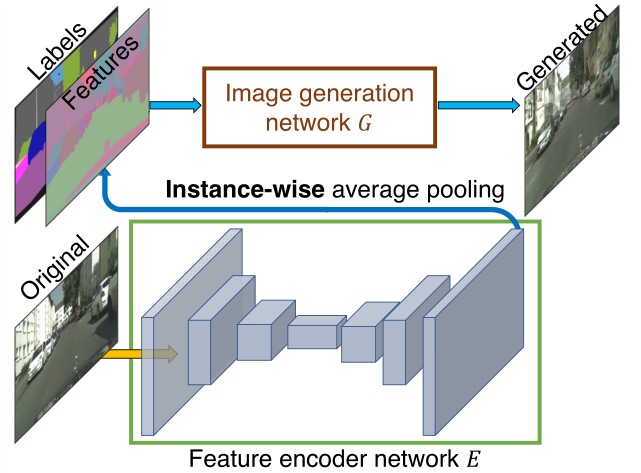 Labels
Features
Image generation
network G
Generated
Instance-wise average pooling
Original
Feature encoder network E